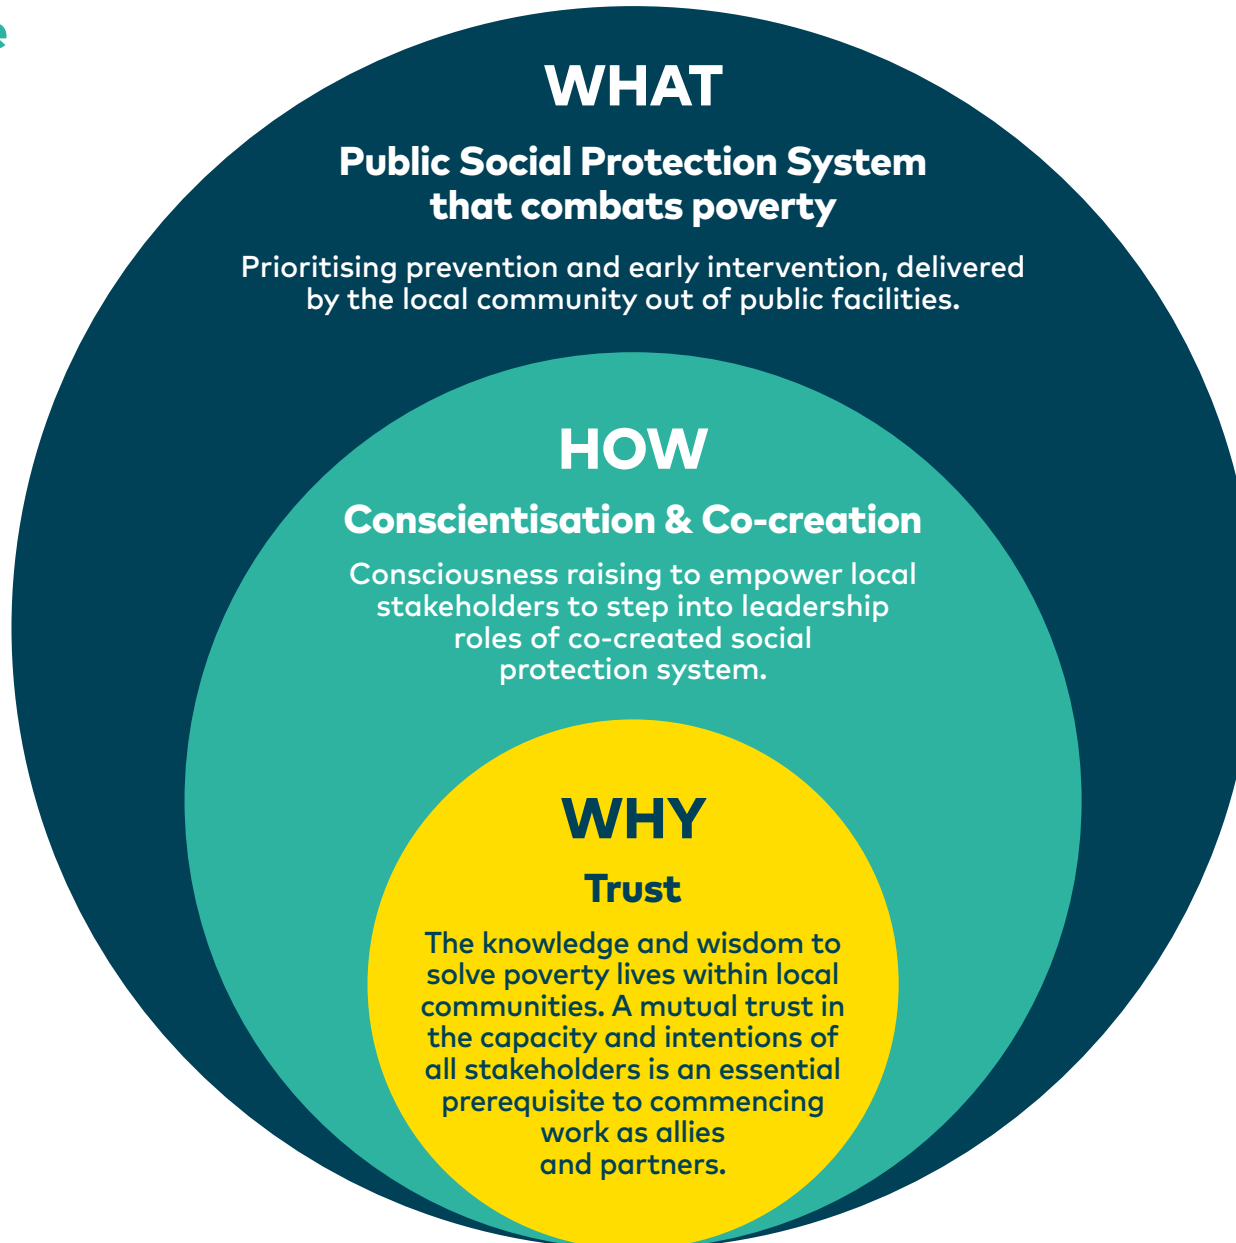 e
WHAT
Public Social Protection System
that combats poverty
Prioritising prevention and early intervention, delivered
by the local community out of public facilities.
HOW
Conscientisation & Co-creation
Consciousness raising to empower local
stakeholders to step into leadership
roles of co-created social
protection system.
WHY
Trust
The knowledge and wisdom to
solve poverty lives within local
communities. A mutual trust in
the capacity and intentions of
all stakeholders is an essential
prerequisite to commencing
work as allies
and partners.